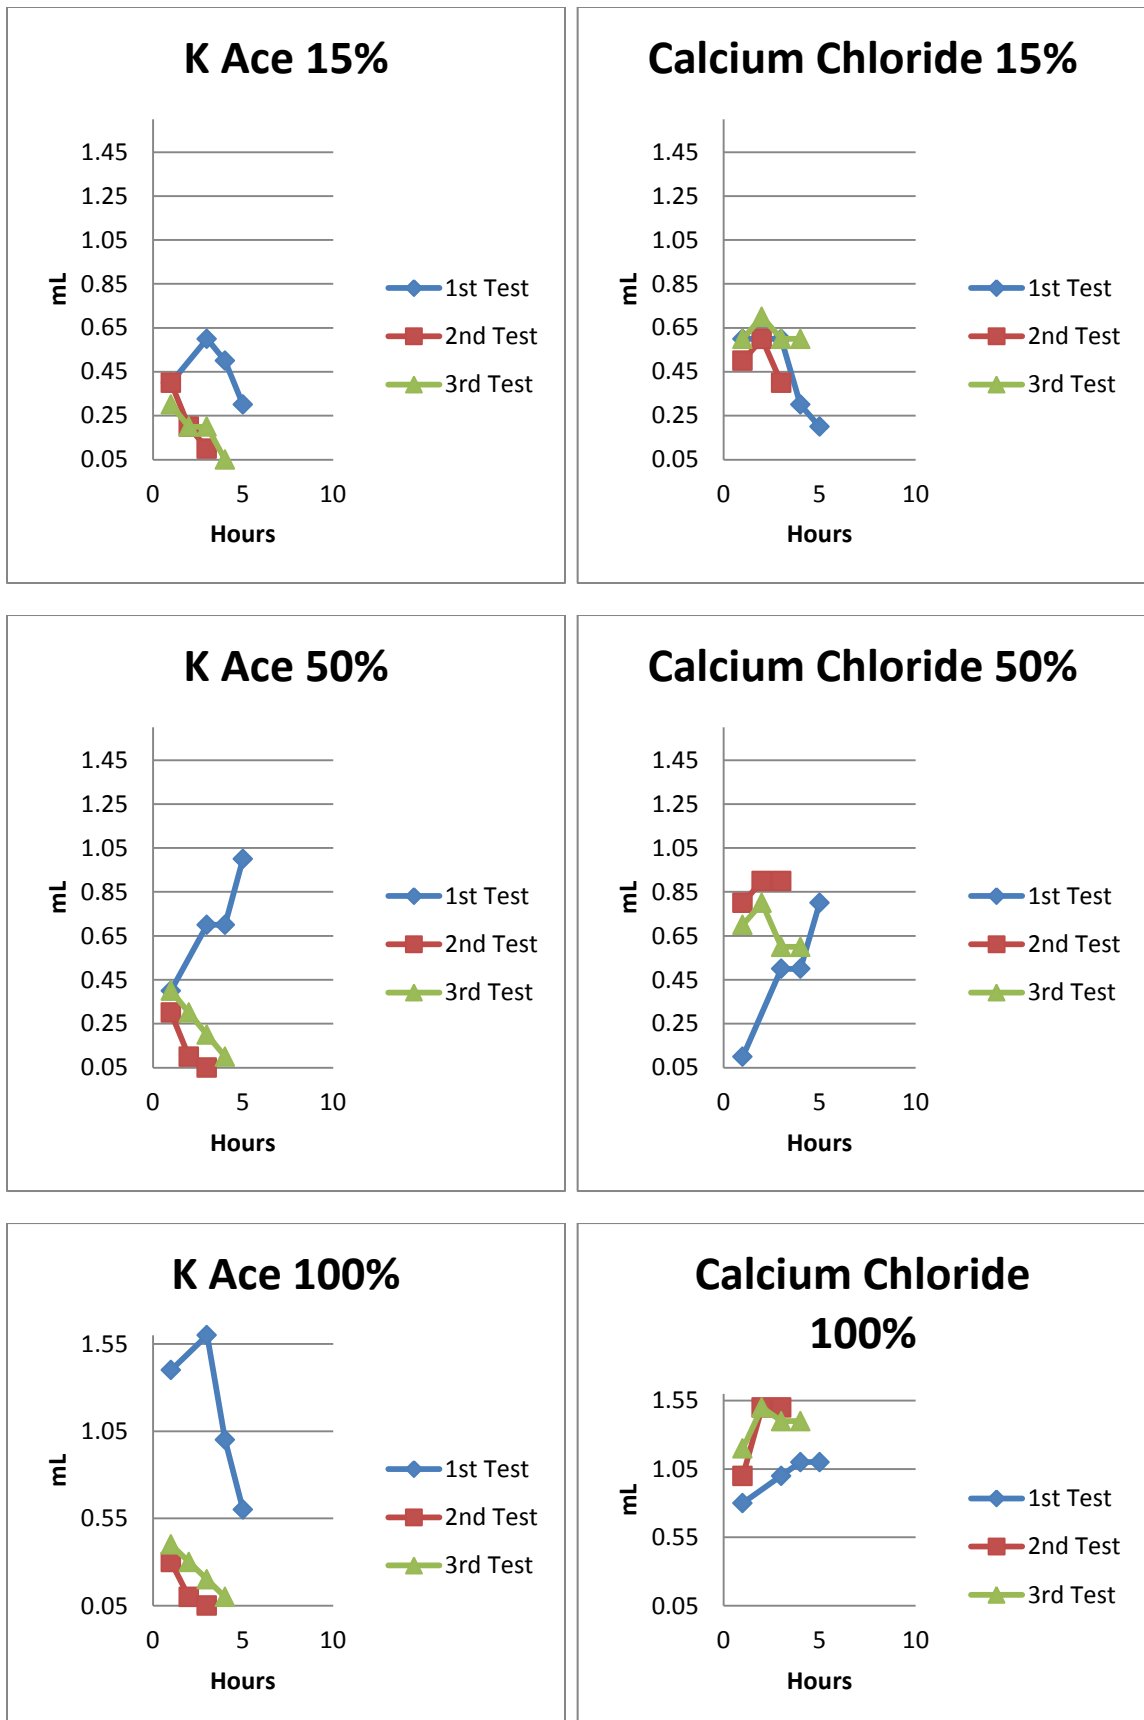 K Ace 15%
1.45
1.25
1.05
0.85
0.65
0.45
0.25
0.05
mL
0 5 10
Hours
1st Test
2nd Test
3rd Test
Calcium Chloride 15%
1.45
1.25
1.05
0.85
0.65
0.45
0.25
0.05
mL
0 5 10
Hours
1st Test
2nd Test
3rd Test
K Ace 50%
1.45
1.25
1.05
0.85
0.65
0.45
0.25
0.05
mL
0 5 10
Hours
1st Test
2nd Test
3rd Test
Calcium Chloride 50%
1.45
1.25
1.05
0.85
0.65
0.45
0.25
0.05
mL
0 5 10
Hours
1st Test
2nd Test
3rd Test
K Ace 100%
1.55
1.05
0.55
0.05
mL
0 5 10
Hours
1st Test
2nd Test
3rd Test
Calcium Chloride
100%
1.55
1.05
0.55
0.05
mL
0 5 10
Hours
1st Test
2nd Test
3rd Test